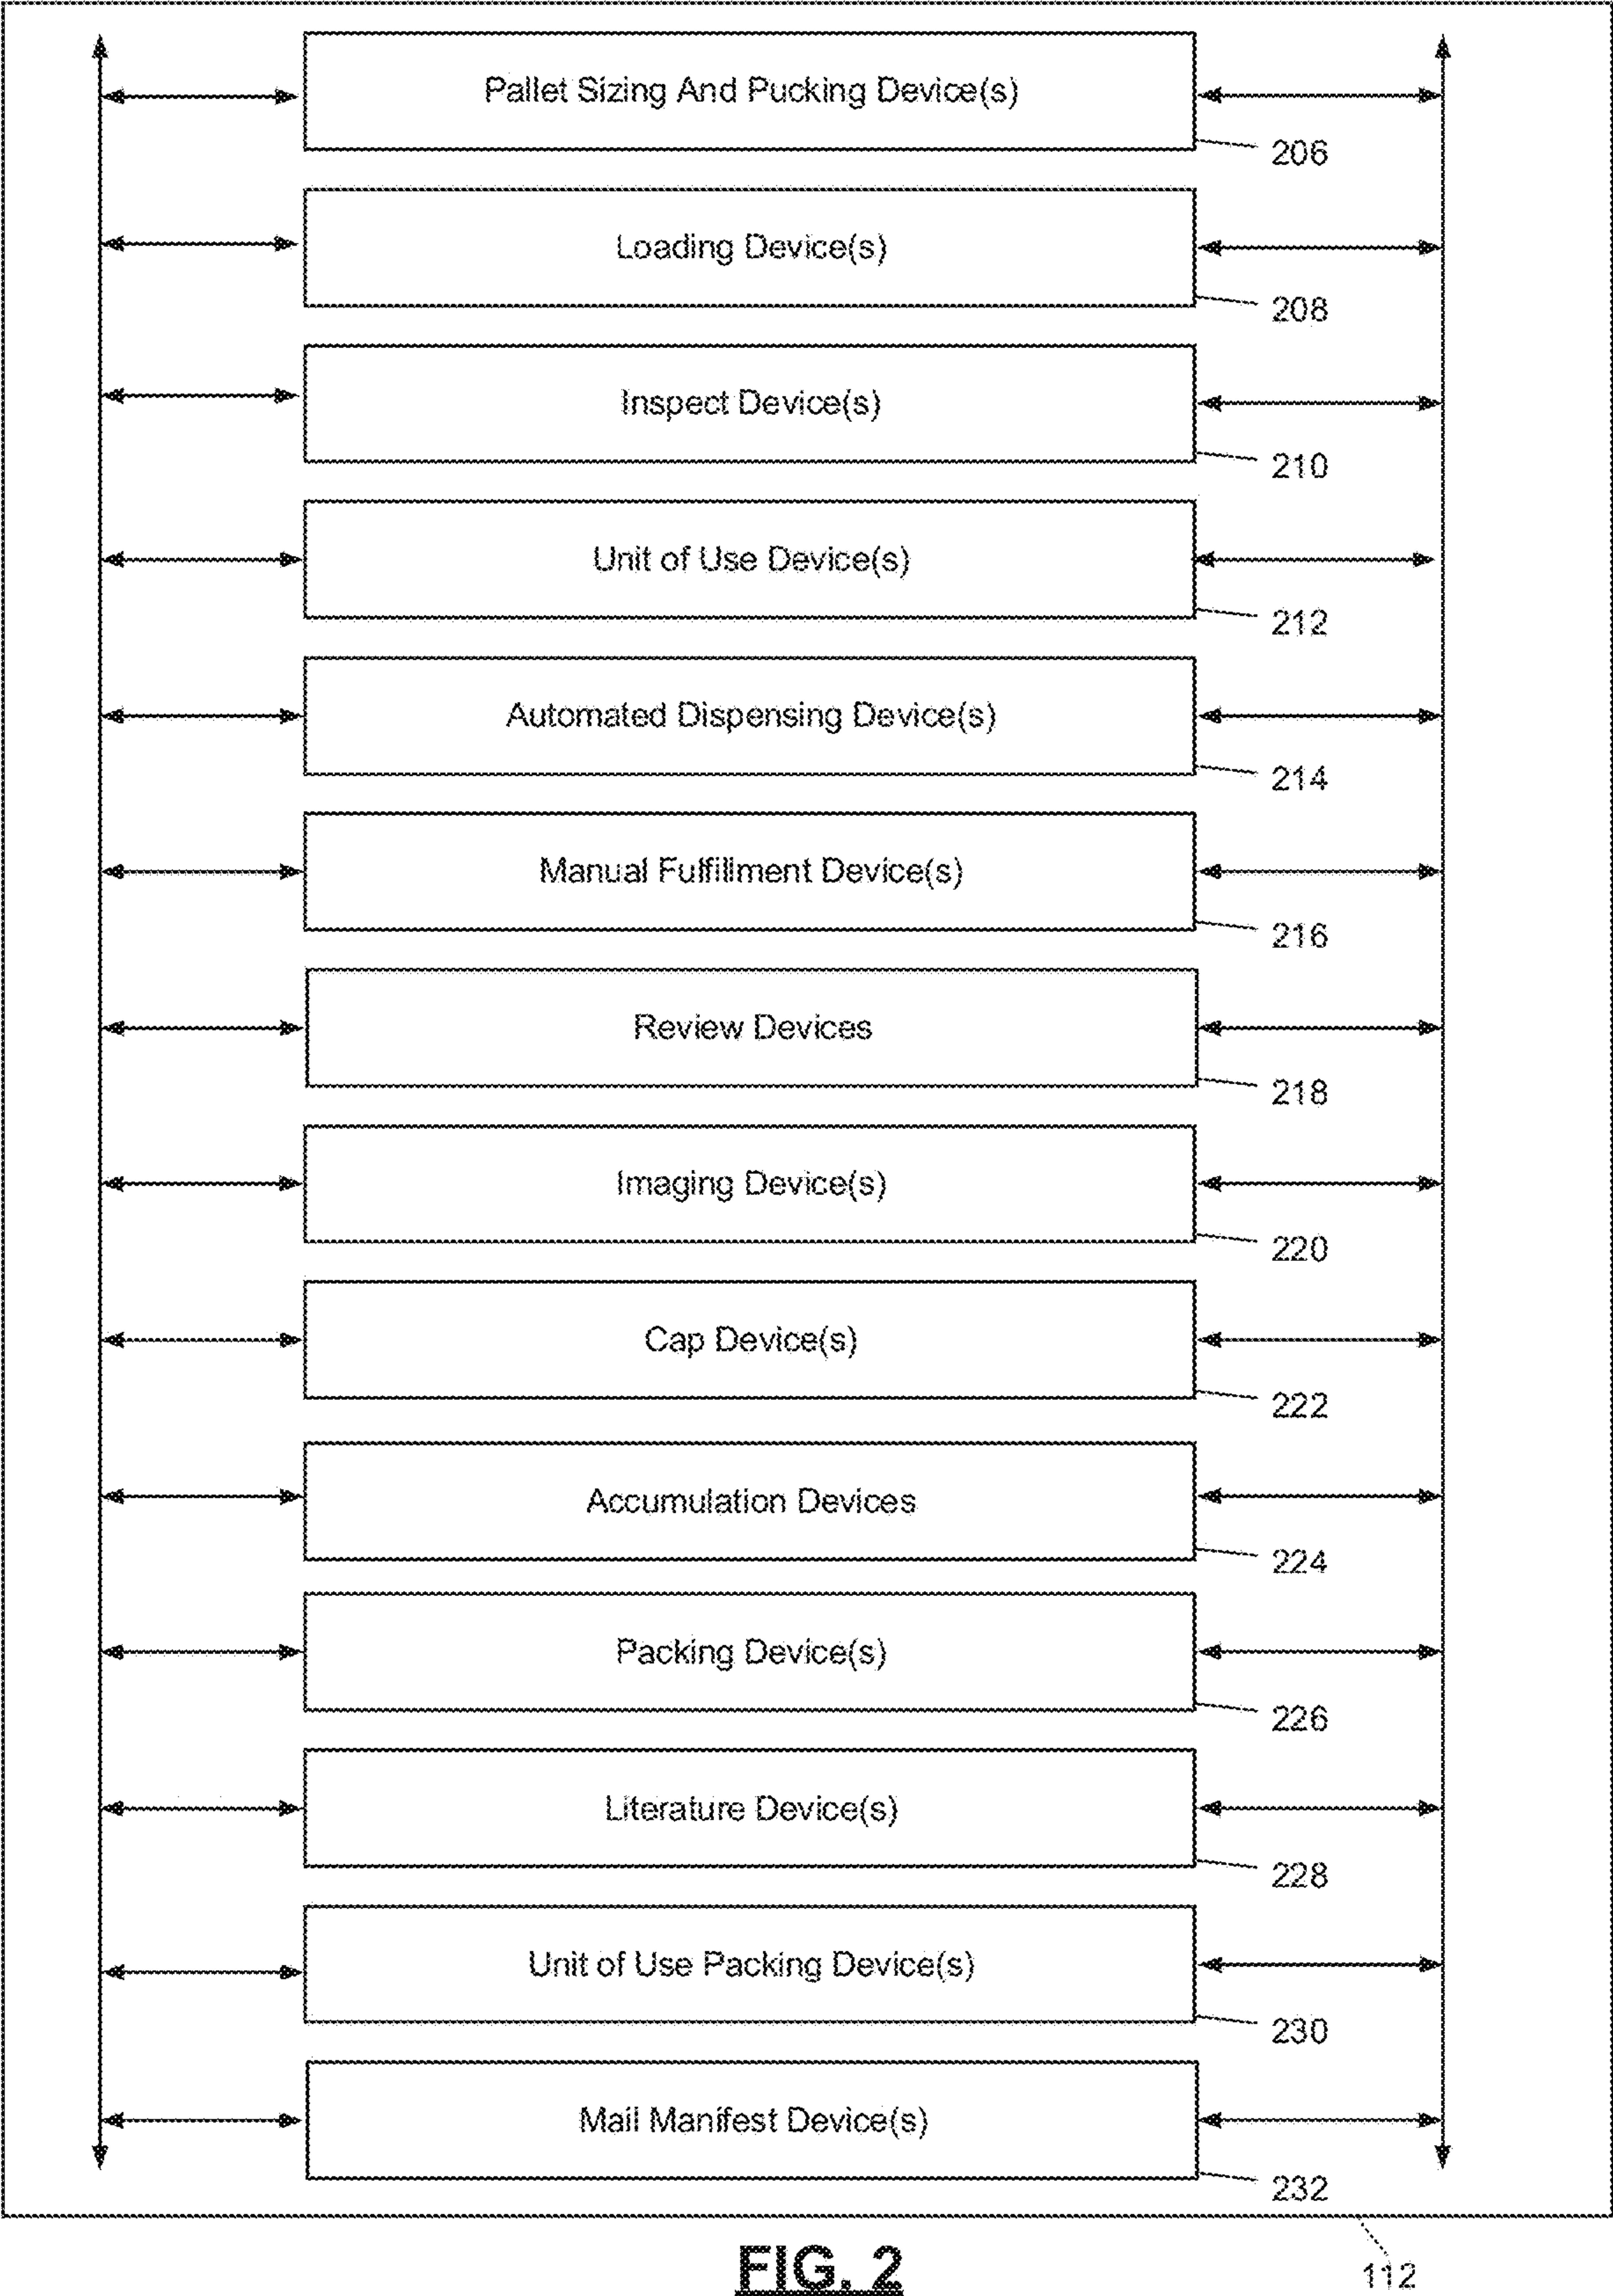 Pallet Sizing And Pucking Device(s)
206
Loading Device(s)
208
Inspect Device(s)
210
Unit of Use Device(s)
212
Automated Dispensing Device(s)
214
Manual Fulfillment Device(s)
216
Review Devices
218
Imaging Device(s)
220
Cap Device(s)
222
Accumulation Devices
224
Packing Device(s)
226
Literature Device(s)
228
Unit of Use Packing Device(s)
230
Mail Manifest Device(s)
232
FIG. 2
112